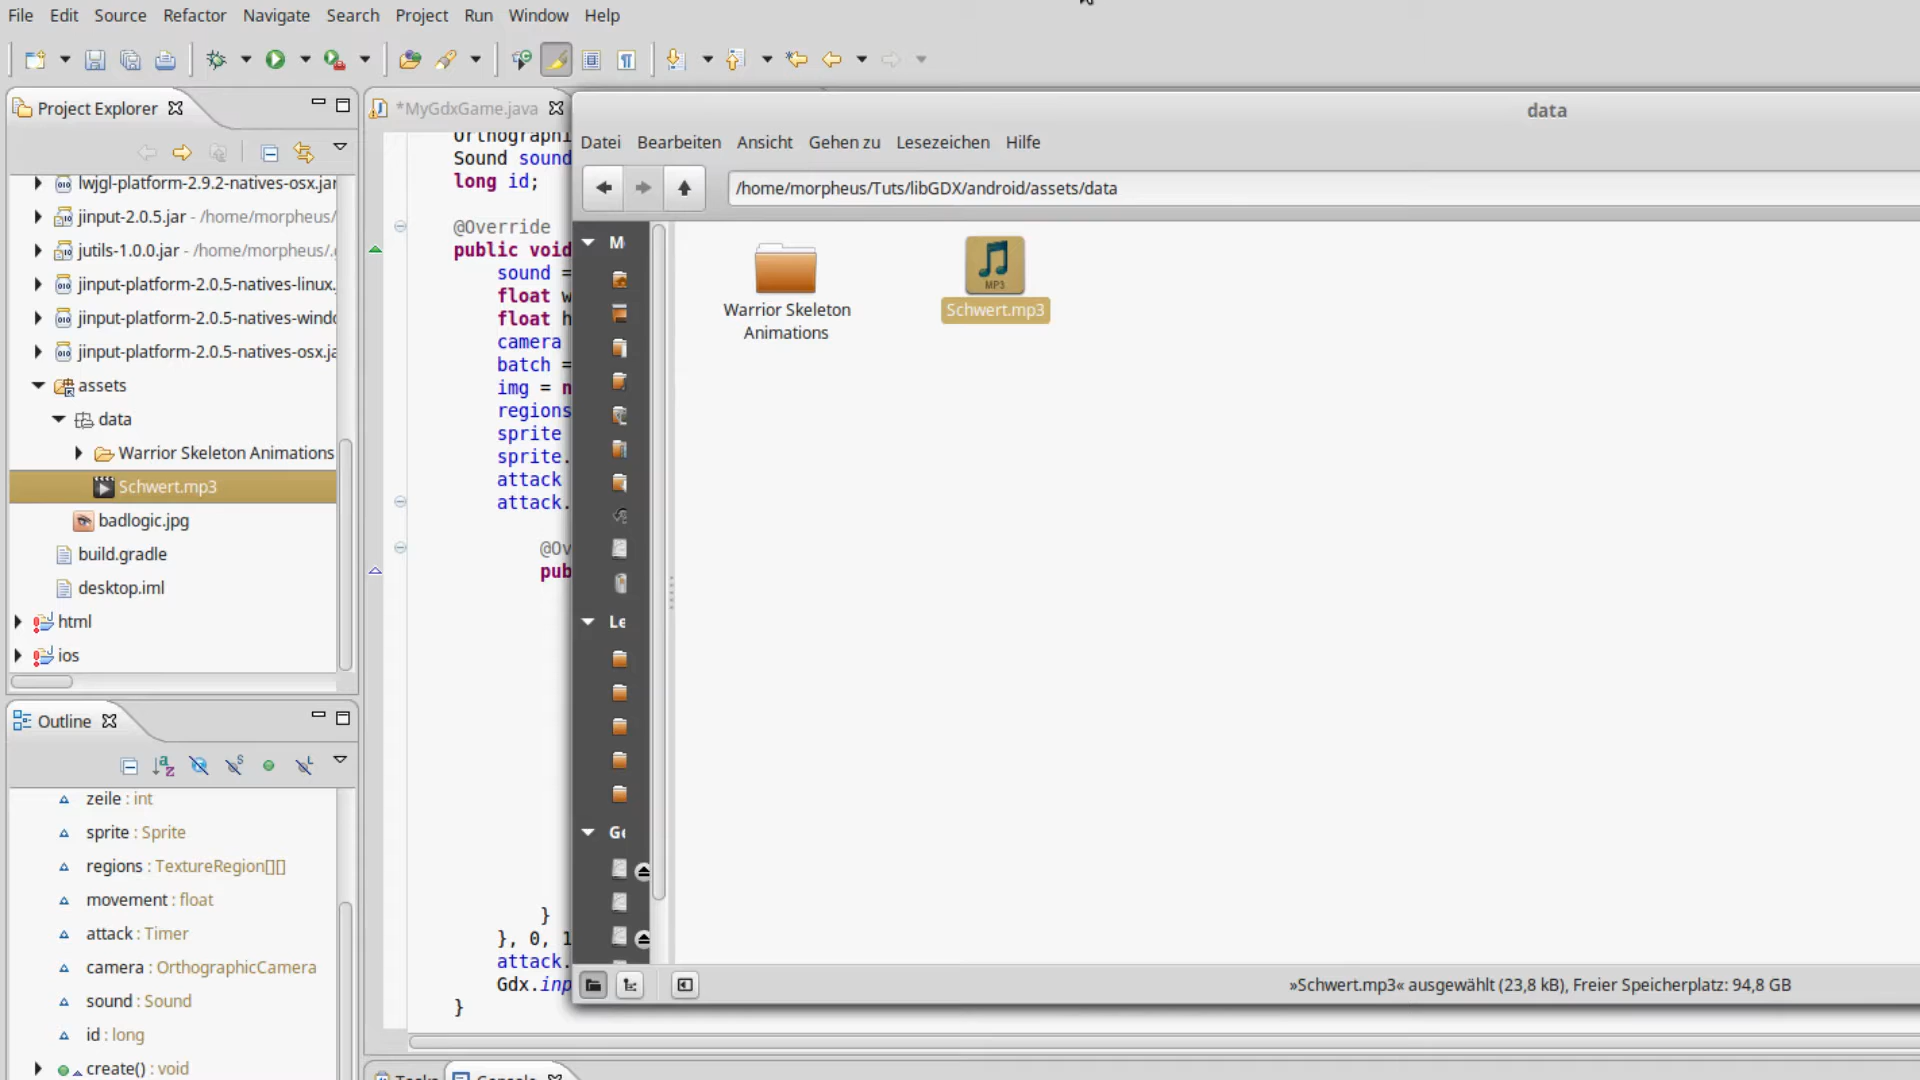 File Edit Source Refactor Navigate Search Project Run Window Help
Project Explorer
lwjgl-platform-2.9.2-natives-osx.jar
jinput-2.0.5.jar - /home/morpheus/
jutils-1.0.0.jar - /home/morpheus/.
jinput-platform-2.0.5-natives-linux.
jinput-platform-2.0.5-natives-windo
jinput-platform-2.0.5-natives-osx.ja
assets
data
Warrior Skeleton Animations
Schwert.mp3
badlogic.jpg
build.gradle
desktop.iml
html
ios
Outline
zeile : int
sprite : Sprite
regions : TextureRegion[][]
movement : float
attack : Timer
camera : OrthographicCamera
sound : Sound
id : long
create() : void
*MyGdxGame.java
Orthographi
Sound sound
long id;
@Override
public void
sound =
float w
float h
camera
batch =
img = n
regions
sprite
sprite.
attack
attack.
@Ov
pub
}
}, 0, 1
attack.
Gdx.inp
}
Console
data
Datei Bearbeiten Ansicht Gehen zu Lesezeichen Hilfe
/home/morpheus/Tuts/libGDX/android/assets/data
M
Le
Ge
Warrior Skeleton
Animations
MP3
Schwert.mp3
»Schwert.mp3« ausgewählt (23,8 kB), Freier Speicherplatz: 94,8 GB